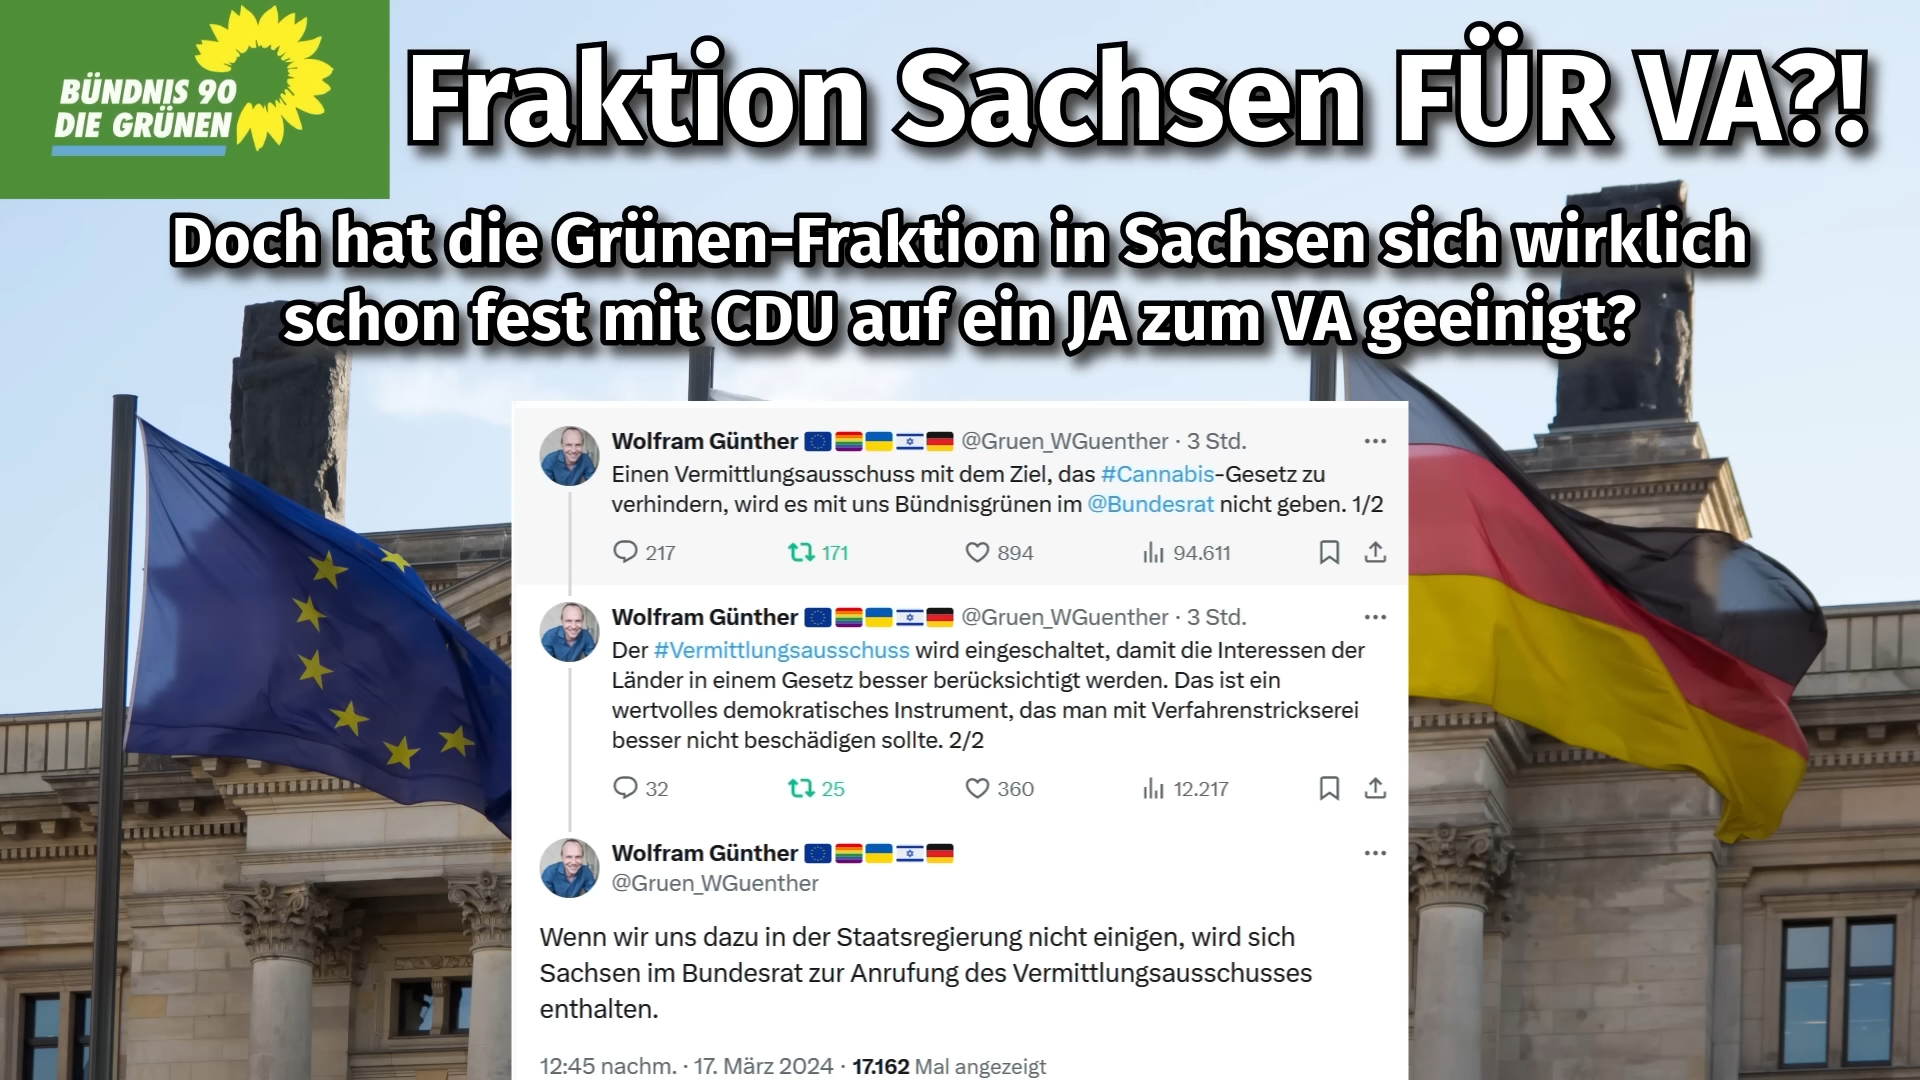 BÜNDNIS 90
DIE GRÜNEN
Fraktion Sachsen FÜR VA?!
Doch hat die Grünen-Fraktion in Sachsen sich wirklich
schon fest mit CDU auf ein JA zum VA geeinigt?
Wolfram Günther @Gruen_WGuenther · 3 Std.
Einen Vermittlungsausschuss mit dem Ziel, das #Cannabis-Gesetz zu
verhindern, wird es mit uns Bündnisgrünen im @Bundesrat nicht geben. 1/2
217 171 894 94.611
Wolfram Günther @Gruen_WGuenther · 3 Std.
Der #Vermittlungsausschuss wird eingeschaltet, damit die Interessen der
Länder in einem Gesetz besser berücksichtigt werden. Das ist ein
wertvolles demokratisches Instrument, das man mit Verfahrenstrickserei
besser nicht beschädigen sollte. 2/2
32 25 360 12.217
Wolfram Günther
@Gruen_WGuenther
Wenn wir uns dazu in der Staatsregierung nicht einigen, wird sich
Sachsen im Bundesrat zur Anrufung des Vermittlungsausschusses
enthalten.
12:45 nachm. · 17. März 2024 · 17.162 Mal angezeigt